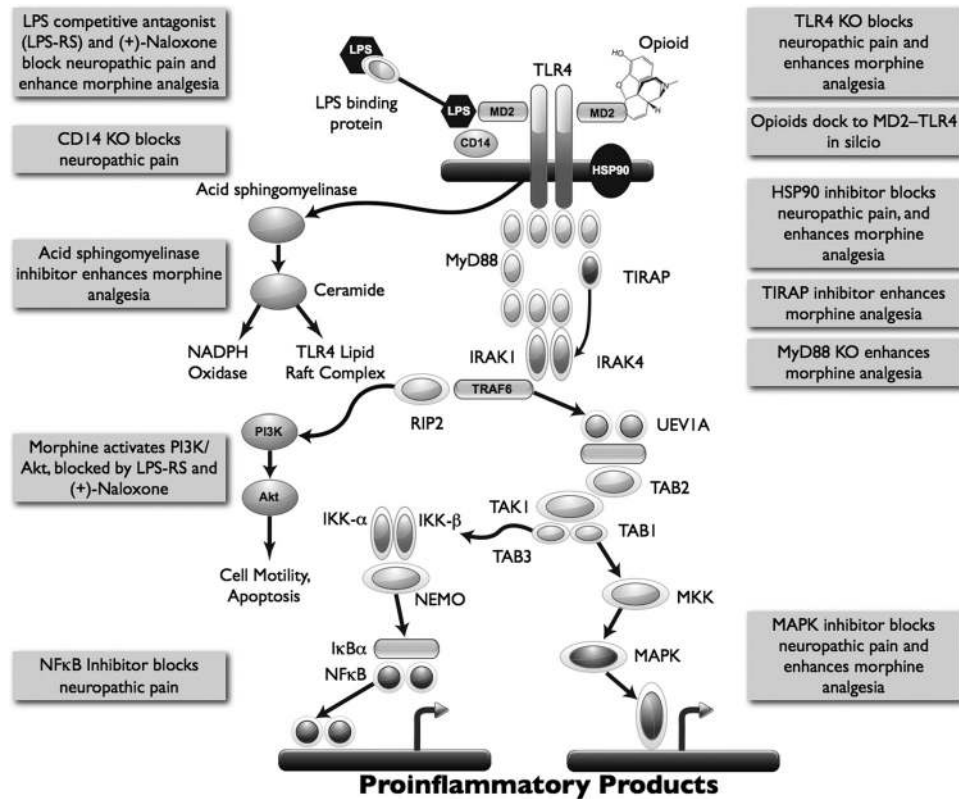 LPS competitive antagonist
(LPS-RS) and (+)-Naloxone
block neuropathic pain and
enhance morphine analgesia
CD14 KO blocks
neuropathic pain
Acid sphingomyelinase
inhibitor enhances morphine
analgesia
Morphine activates PI3K/
Akt, blocked by LPS-RS and
(+)-Naloxone
NFκB Inhibitor blocks
neuropathic pain
LPS
LPS binding
protein
LPS
MD2
CD14
TLR4
MD2
Opioid
HO
O
N
H
HO
HSP90
Acid sphingomyelinase
Ceramide
NADPH
Oxidase
TLR4 Lipid
Raft Complex
MyD88
TIRAP
IRAK1
IRAK4
TRAF6
RIP2
PI3K
Akt
Cell Motility,
Apoptosis
UEV1A
TAB2
TAK1
TAB3
TAB1
IKK-α
IKK-β
NEMO
IκBα
NFκB
MKK
MAPK
Proinflammatory Products
TLR4 KO blocks
neuropathic pain and
enhances morphine
analgesia
Opioids dock to MD2–TLR4
in silcio
HSP90 inhibitor blocks
neuropathic pain, and
enhances morphine
analgesia
TIRAP inhibitor enhances
morphine analgesia
MyD88 KO enhances
morphine analgesia
MAPK inhibitor blocks
neuropathic pain and
enhances morphine
analgesia